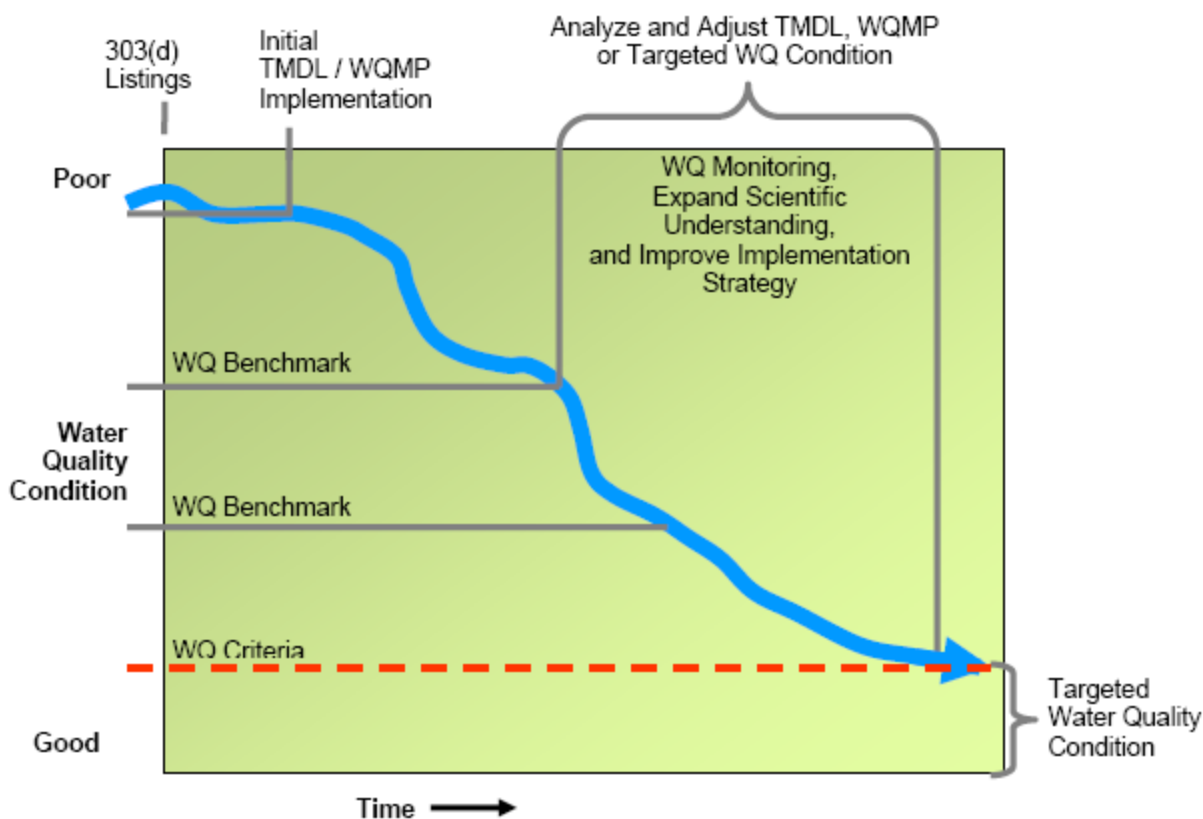 Analyze and Adjust TMDL, WQMP
or Targeted WQ Condition
303(d)
Listings
Initial
TMDL / WQMP
Implementation
Poor
WQ Monitoring,
Expand Scientific
Understanding,
and Improve Implementation
Strategy
WQ Benchmark
Water
Quality
Condition
WQ Benchmark
WQ Criteria
Good
Targeted
Water Quality
Condition
Time